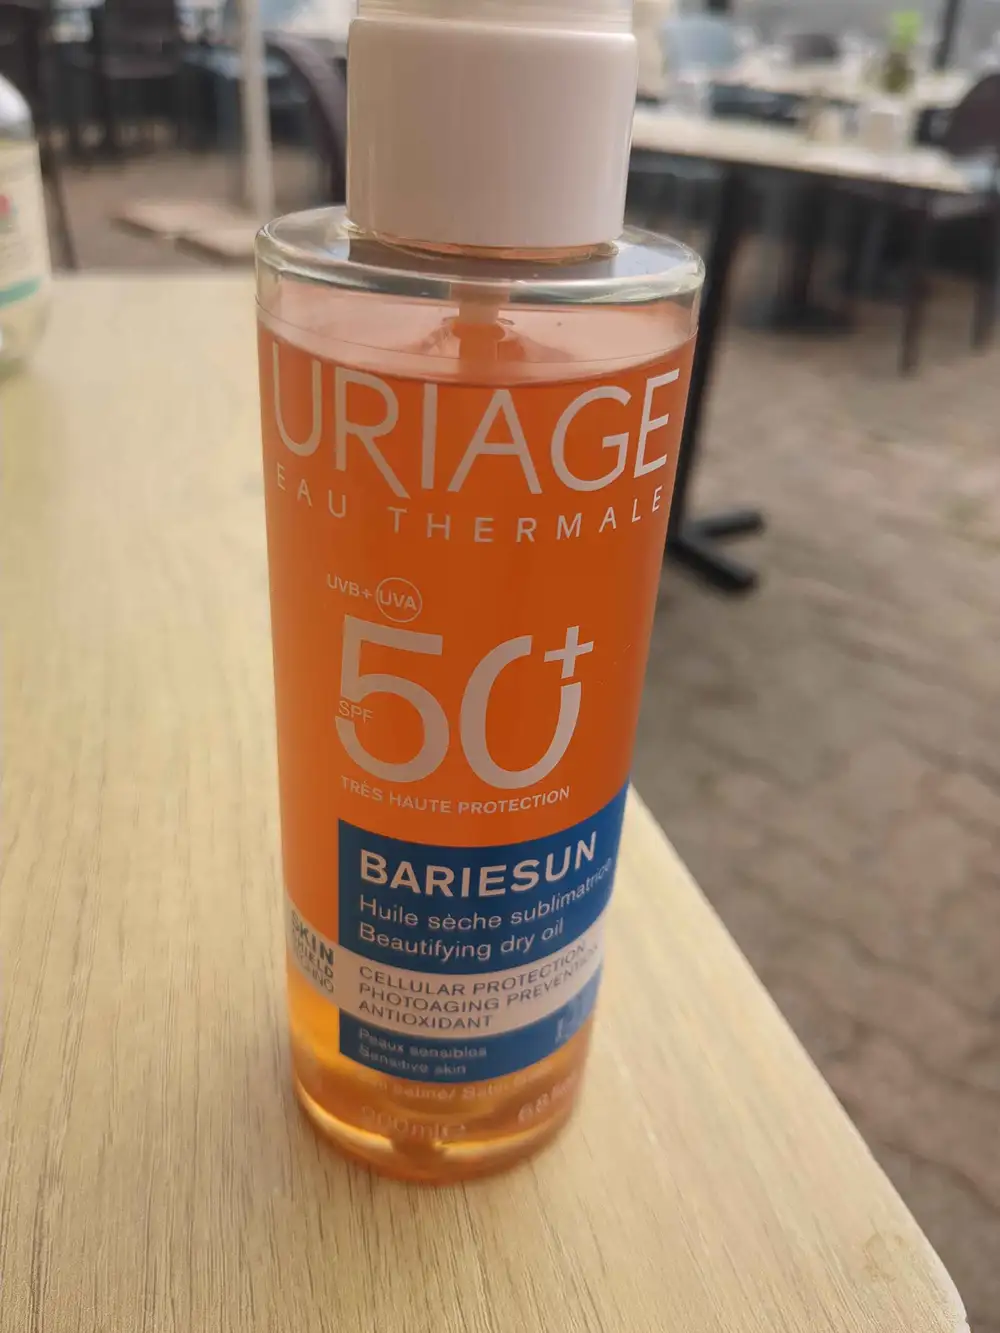 URIAGE
EAU THERMALE
UVB+ UVA
50+
SPF
TRÈS HAUTE PROTECTION
BARIESUN
Huile sèche sublimatrice
Beautifying dry oil
SKIN
SHIELD
CELLULAR PROTECTION
PHOTOAGING PREVENTION
ANTIOXIDANT
Peaux sensibles
Sensitive skin
200ml℮